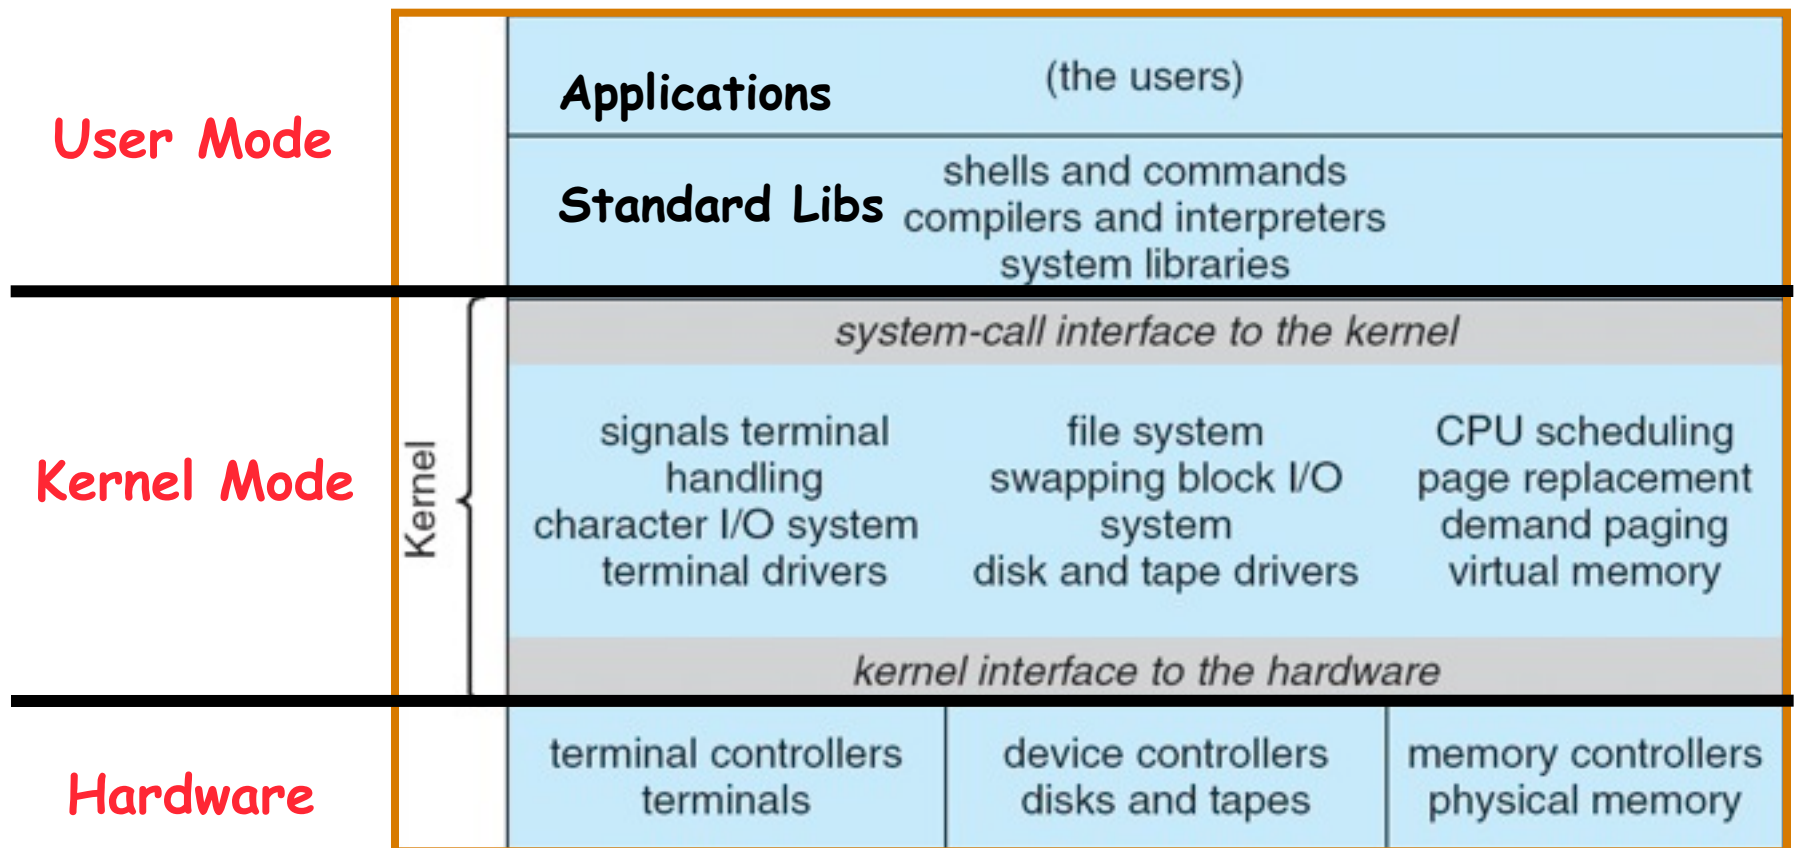 User Mode
Applications
(the users)
Standard Libs
shells and commands
compilers and interpreters
system libraries
Kernel Mode
Kernel
system-call interface to the kernel
signals terminal
handling
character I/O system
terminal drivers
file system
swapping block I/O
system
disk and tape drivers
CPU scheduling
page replacement
demand paging
virtual memory
kernel interface to the hardware
Hardware
terminal controllers
terminals
device controllers
disks and tapes
memory controllers
physical memory